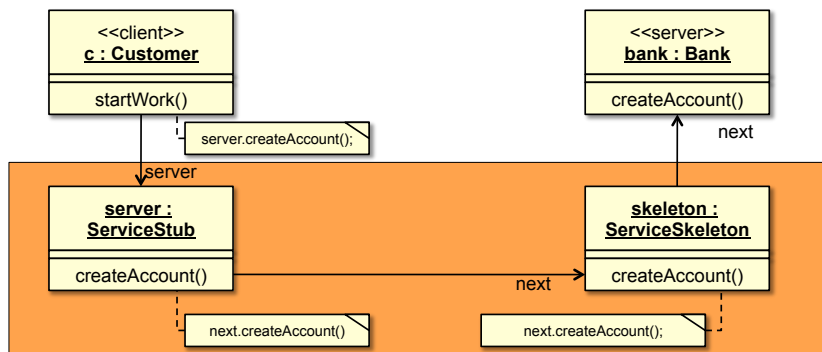 <<client>>
c : Customer
startWork()
server.createAccount();
server
<<server>>
bank : Bank
createAccount()
next
server :
ServiceStub
createAccount()
next
next.createAccount()
skeleton :
ServiceSkeleton
createAccount()
next.createAccount();